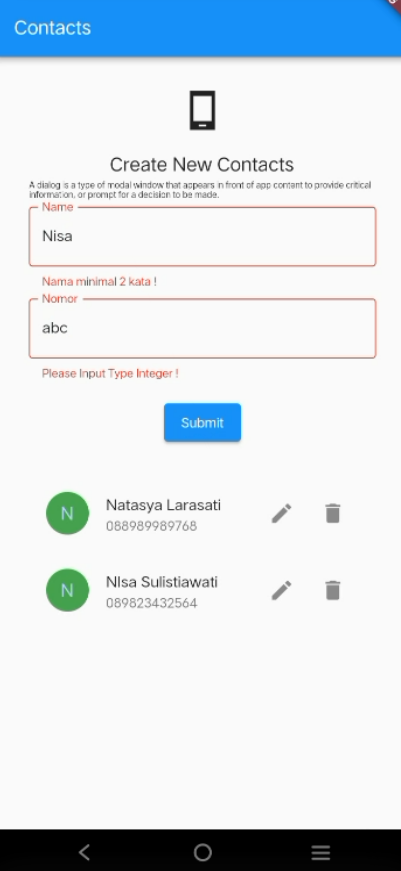 Contacts
Create New Contacts
A dialog is a type of modal window that appears in front of app content to provide critical
information, or prompt for a decision to be made.
Name
Nisa
Nama minimal 2 kata !
Nomor
abc
Please Input Type Integer !
Submit
N
Natasya Larasati
088989989768
N
NIsa Sulistiawati
089823432564